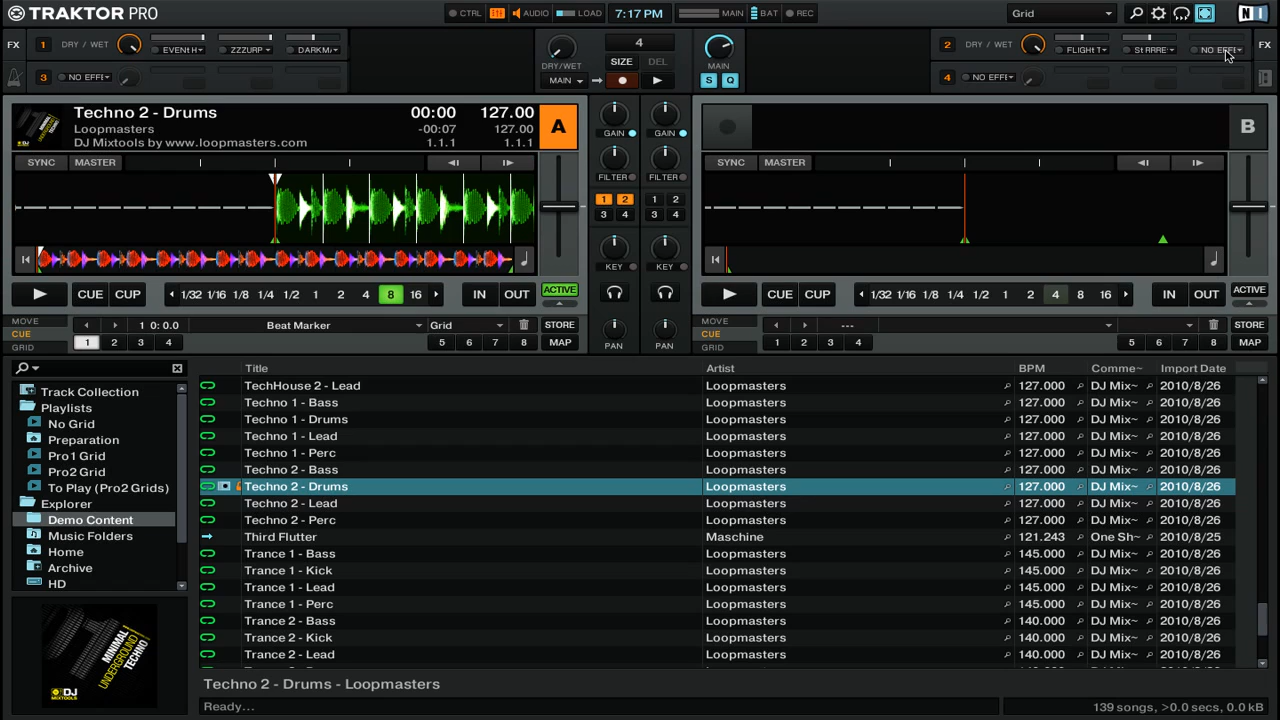 TRAKTOR PRO
CTRL AUDIO LOAD 7:17 PM MAIN BAT REC Grid
FX 1 DRY / WET EVENt H ZZZURP DARKM
3 NO EFFE
4
SIZE DEL
DRY/WET MAIN
MAIN S Q
2 DRY / WET FLIGHT T StRRRE NO EFFE FX
4 NO EFFE
Techno 2 - Drums 00:00 127.00
Loopmasters -00:07 127.00
DJ Mixtools by www.loopmasters.com 1.1.1 1.1.1
A
B
SYNC MASTER
SYNC MASTER
GAIN GAIN
FILTER FILTER
1 2 1 2
3 4 3 4
KEY KEY
PAN PAN
CUE CUP 1/32 1/16 1/8 1/4 1/2 1 2 4 8 16 IN OUT ACTIVE
CUE CUP 1/32 1/16 1/8 1/4 1/2 1 2 4 8 16 IN OUT ACTIVE
MOVE
CUE
GRID
1 0: 0.0 Beat Marker Grid STORE
1 2 3 4 5 6 7 8 MAP
MOVE
CUE
GRID
--- STORE
1 2 3 4 5 6 7 8 MAP
Track Collection
Playlists
No Grid
Preparation
Pro1 Grid
Pro2 Grid
To Play (Pro2 Grids)
Explorer
Demo Content
Music Folders
Home
Archive
HD
Title Artist BPM Comme~ Import Date
TechHouse 2 - Lead Loopmasters 127.000 DJ Mix~ 2010/8/26
Techno 1 - Bass Loopmasters 127.000 DJ Mix~ 2010/8/26
Techno 1 - Drums Loopmasters 127.000 DJ Mix~ 2010/8/26
Techno 1 - Lead Loopmasters 127.000 DJ Mix~ 2010/8/26
Techno 1 - Perc Loopmasters 127.000 DJ Mix~ 2010/8/26
Techno 2 - Bass Loopmasters 127.000 DJ Mix~ 2010/8/26
Techno 2 - Drums Loopmasters 127.000 DJ Mix~ 2010/8/26
Techno 2 - Lead Loopmasters 127.000 DJ Mix~ 2010/8/26
Techno 2 - Perc Loopmasters 127.000 DJ Mix~ 2010/8/26
Third Flutter Maschine 121.243 One Sh~ 2010/8/25
Trance 1 - Bass Loopmasters 145.000 DJ Mix~ 2010/8/26
Trance 1 - Kick Loopmasters 145.000 DJ Mix~ 2010/8/26
Trance 1 - Lead Loopmasters 145.000 DJ Mix~ 2010/8/26
Trance 1 - Perc Loopmasters 145.000 DJ Mix~ 2010/8/26
Trance 2 - Bass Loopmasters 140.000 DJ Mix~ 2010/8/26
Trance 2 - Kick Loopmasters 140.000 DJ Mix~ 2010/8/26
Trance 2 - Lead Loopmasters 140.000 DJ Mix~ 2010/8/26
MINIMAL
UNDERGROUND
TECHNO
DJ MIXTOOLS
Techno 2 - Drums - Loopmasters
Ready...
139 songs, >0.0 secs, 0.0 kB